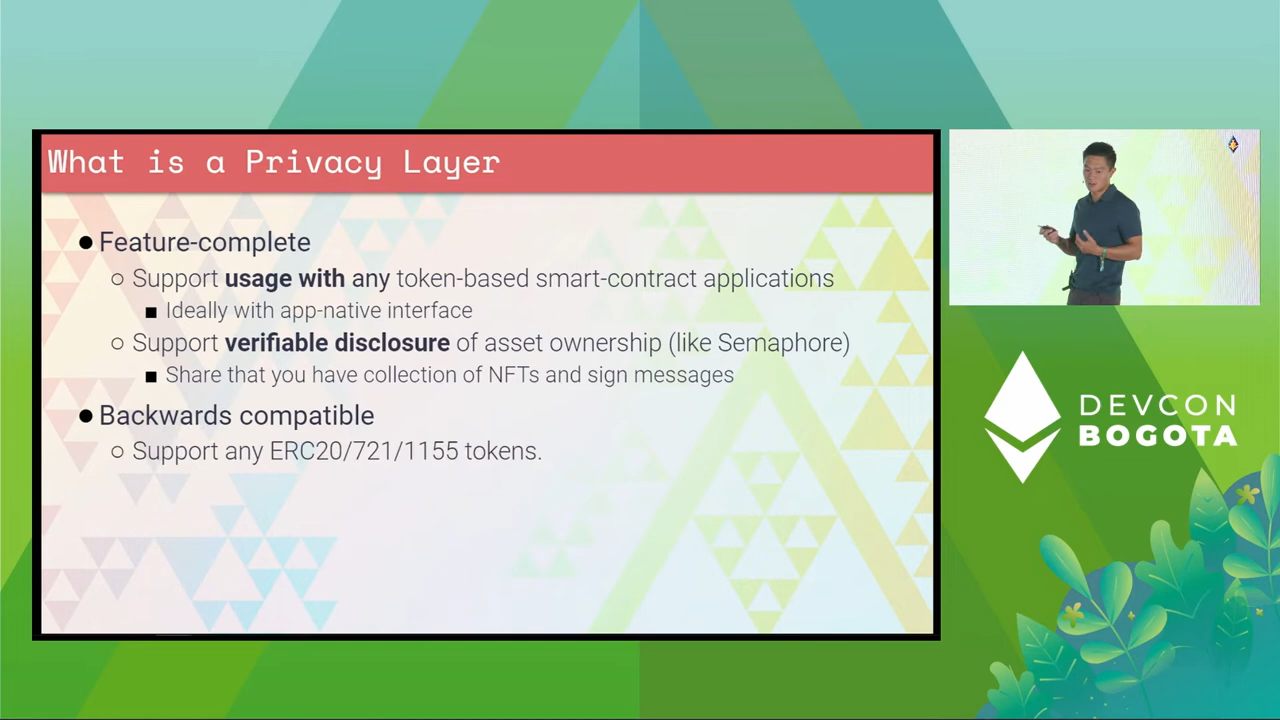 What is a Privacy Layer
● Feature-complete
○ Support usage with any token-based smart-contract applications
■ Ideally with app-native interface
○ Support verifiable disclosure of asset ownership (like Semaphore)
■ Share that you have collection of NFTs and sign messages
● Backwards compatible
○ Support any ERC20/721/1155 tokens.
DEVCON
BOGOTA